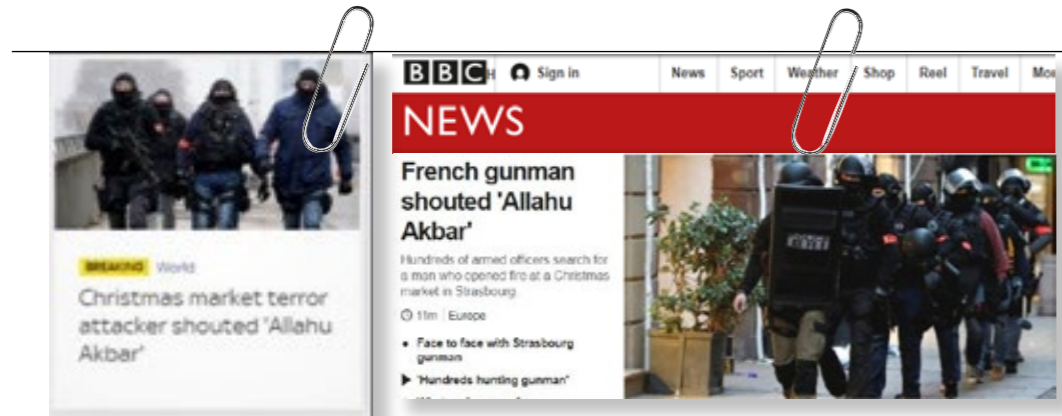 BREAKING World
Christmas market terror
attacker shouted 'Allahu
Akbar'
BBC Sign in News Sport Weather Shop Reel Travel
NEWS
French gunman
shouted 'Allahu
Akbar'
Hundreds of armed officers search for
a man who opened fire at a Christmas
market in Strasbourg
11m Europe
Face to face with Strasbourg
gunman
'Hundreds hunting gunman'